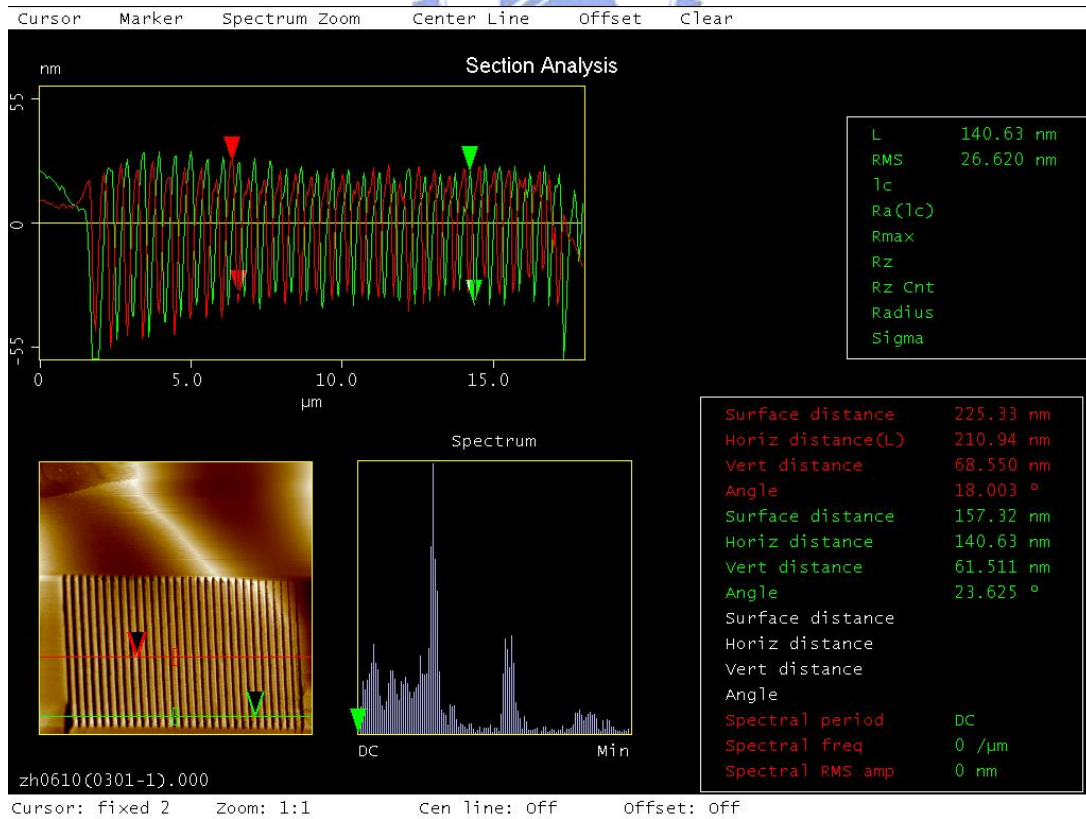 Cursor Marker Spectrum Zoom Center Line Offset Clear
nm Section Analysis
55
0
-55
0 5.0 10.0 15.0
µm
L 140.63 nm
RMS 26.620 nm
lc
Ra(lc)
Rmax
Rz
Rz Cnt
Radius
Sigma
Surface distance 225.33 nm
Horiz distance(L) 210.94 nm
Vert distance 68.550 nm
Angle 18.003 °
Surface distance 157.32 nm
Horiz distance 140.63 nm
Vert distance 61.511 nm
Angle 23.625 °
Surface distance
Horiz distance
Vert distance
Angle
Spectral period DC
Spectral freq 0 /µm
Spectral RMS amp 0 nm
Spectrum
DC Min
zh0610(0301-1).000
Cursor: fixed 2 Zoom: 1:1 Cen line: Off Offset: Off